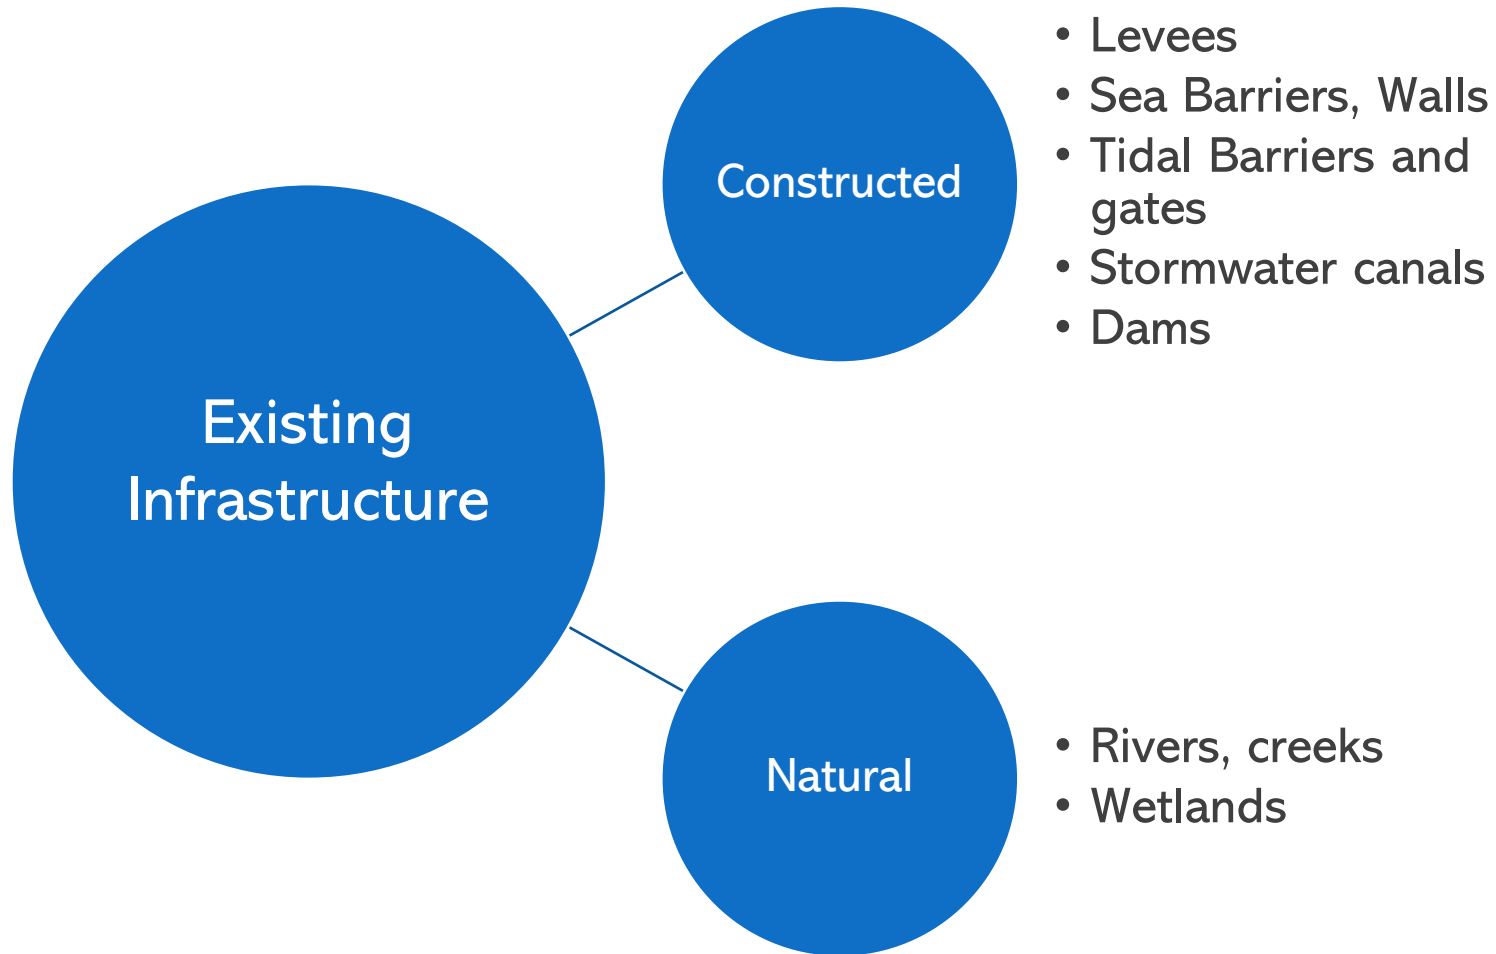 Existing
Infrastructure
Constructed
• Levees
• Sea Barriers, Walls
• Tidal Barriers and
gates
• Stormwater canals
• Dams
Natural
• Rivers, creeks
• Wetlands